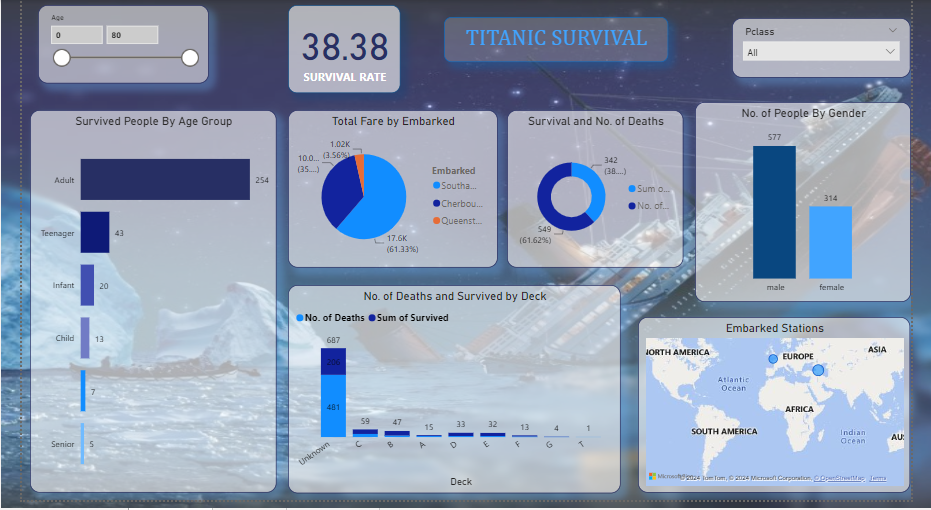 Age
0
80
38.38
SURVIVAL RATE
TITANIC SURVIVAL
Pclass
All
Survived People By Age Group
Adult
254
Teenager
43
Infant
20
Child
13
7
Senior
5
Total Fare by Embarked
1.02K
(3.56%)
10.0...
(35....)
17.6K
(61.33%)
Embarked
Southa...
Cherbou...
Queenst...
Survival and No. of Deaths
342
(38....)
549
(61.62%)
Sum o...
No. of...
No. of People By Gender
577
314
male
female
No. of Deaths and Survived by Deck
No. of Deaths
Sum of Survived
687
206
481
59
47
15
33
32
13
4
1
Unknown
C
B
A
D
E
F
G
T
Deck
Embarked Stations
NORTH AMERICA
EUROPE
ASIA
Atlantic
Ocean
AFRICA
SOUTH AMERICA
Indian
Ocean
AUS
© 2024 TomTom, © 2024 Microsoft Corporation, © OpenStreetMap Terms